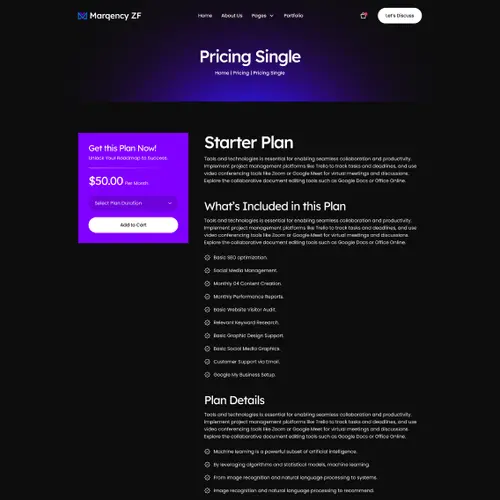 Marqency ZF
Home About Us Pages Portfolio
Let's Discuss
Pricing Single
Home | Pricing | Pricing Single
Get this Plan Now!
Unlock Your Roadmap to Success.
$50.00 Per Month
Select Plan Duration
Add to Cart
Starter Plan
Tools and technologies is essential for enabling seamless collaboration and productivity.
Implement project management platforms like Trello to track tasks and deadlines, and use
video conferencing tools like Zoom or Google Meet for virtual meetings and discussions.
Explore the collaborative document editing tools such as Google Docs or Office Online.
What's Included in this Plan
Tools and technologies is essential for enabling seamless collaboration and productivity.
Implement project management platforms like Trello to track tasks and deadlines, and use
video conferencing tools like Zoom or Google Meet for virtual meetings and discussions.
Explore the collaborative document editing tools such as Google Docs or Office Online.
Basic SEO optimization.
Social Media Management.
Monthly 04 Content Creation.
Monthly Performance Reports.
Basic Website Visitor Audit.
Relevant Keyword Research.
Basic Graphic Design Support.
Basic Social Media Graphics.
Customer Support via Email.
Google My Business Setup.
Plan Details
Tools and technologies is essential for enabling seamless collaboration and productivity.
Implement project management platforms like Trello to track tasks and deadlines, and use
video conferencing tools like Zoom or Google Meet for virtual meetings and discussions.
Explore the collaborative document editing tools such as Google Docs or Office Online.
Machine learning is a powerful subset of artificial intelligence.
By leveraging algorithms and statistical models, machine learning.
From image recognition and natural language processing to systems.
Image recognition and natural language processing to recommend.